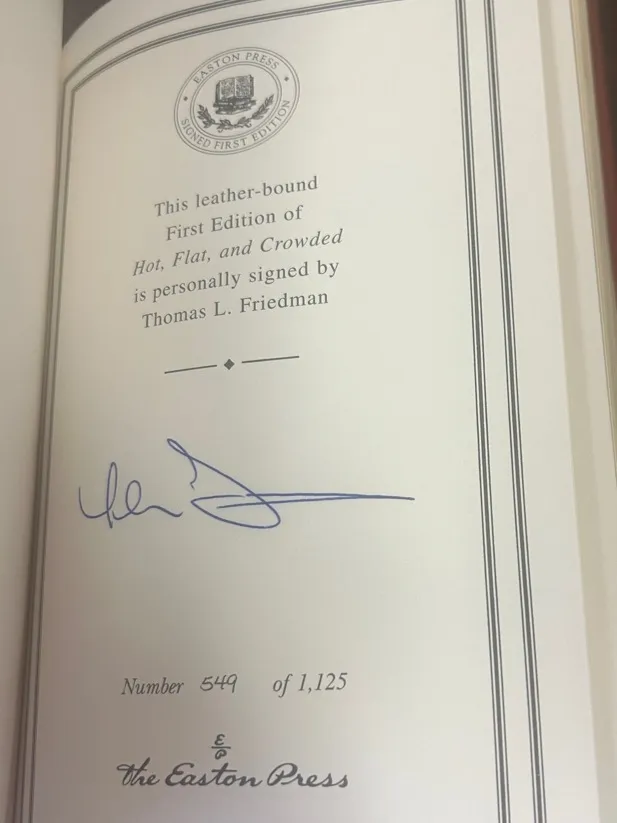 EASTON PRESS
SIGNED FIRST EDITION
This leather-bound
First Edition of
Hot, Flat, and Crowded
is personally signed by
Thomas L. Friedman
Number 549 of 1,125
E
P
the Easton Press